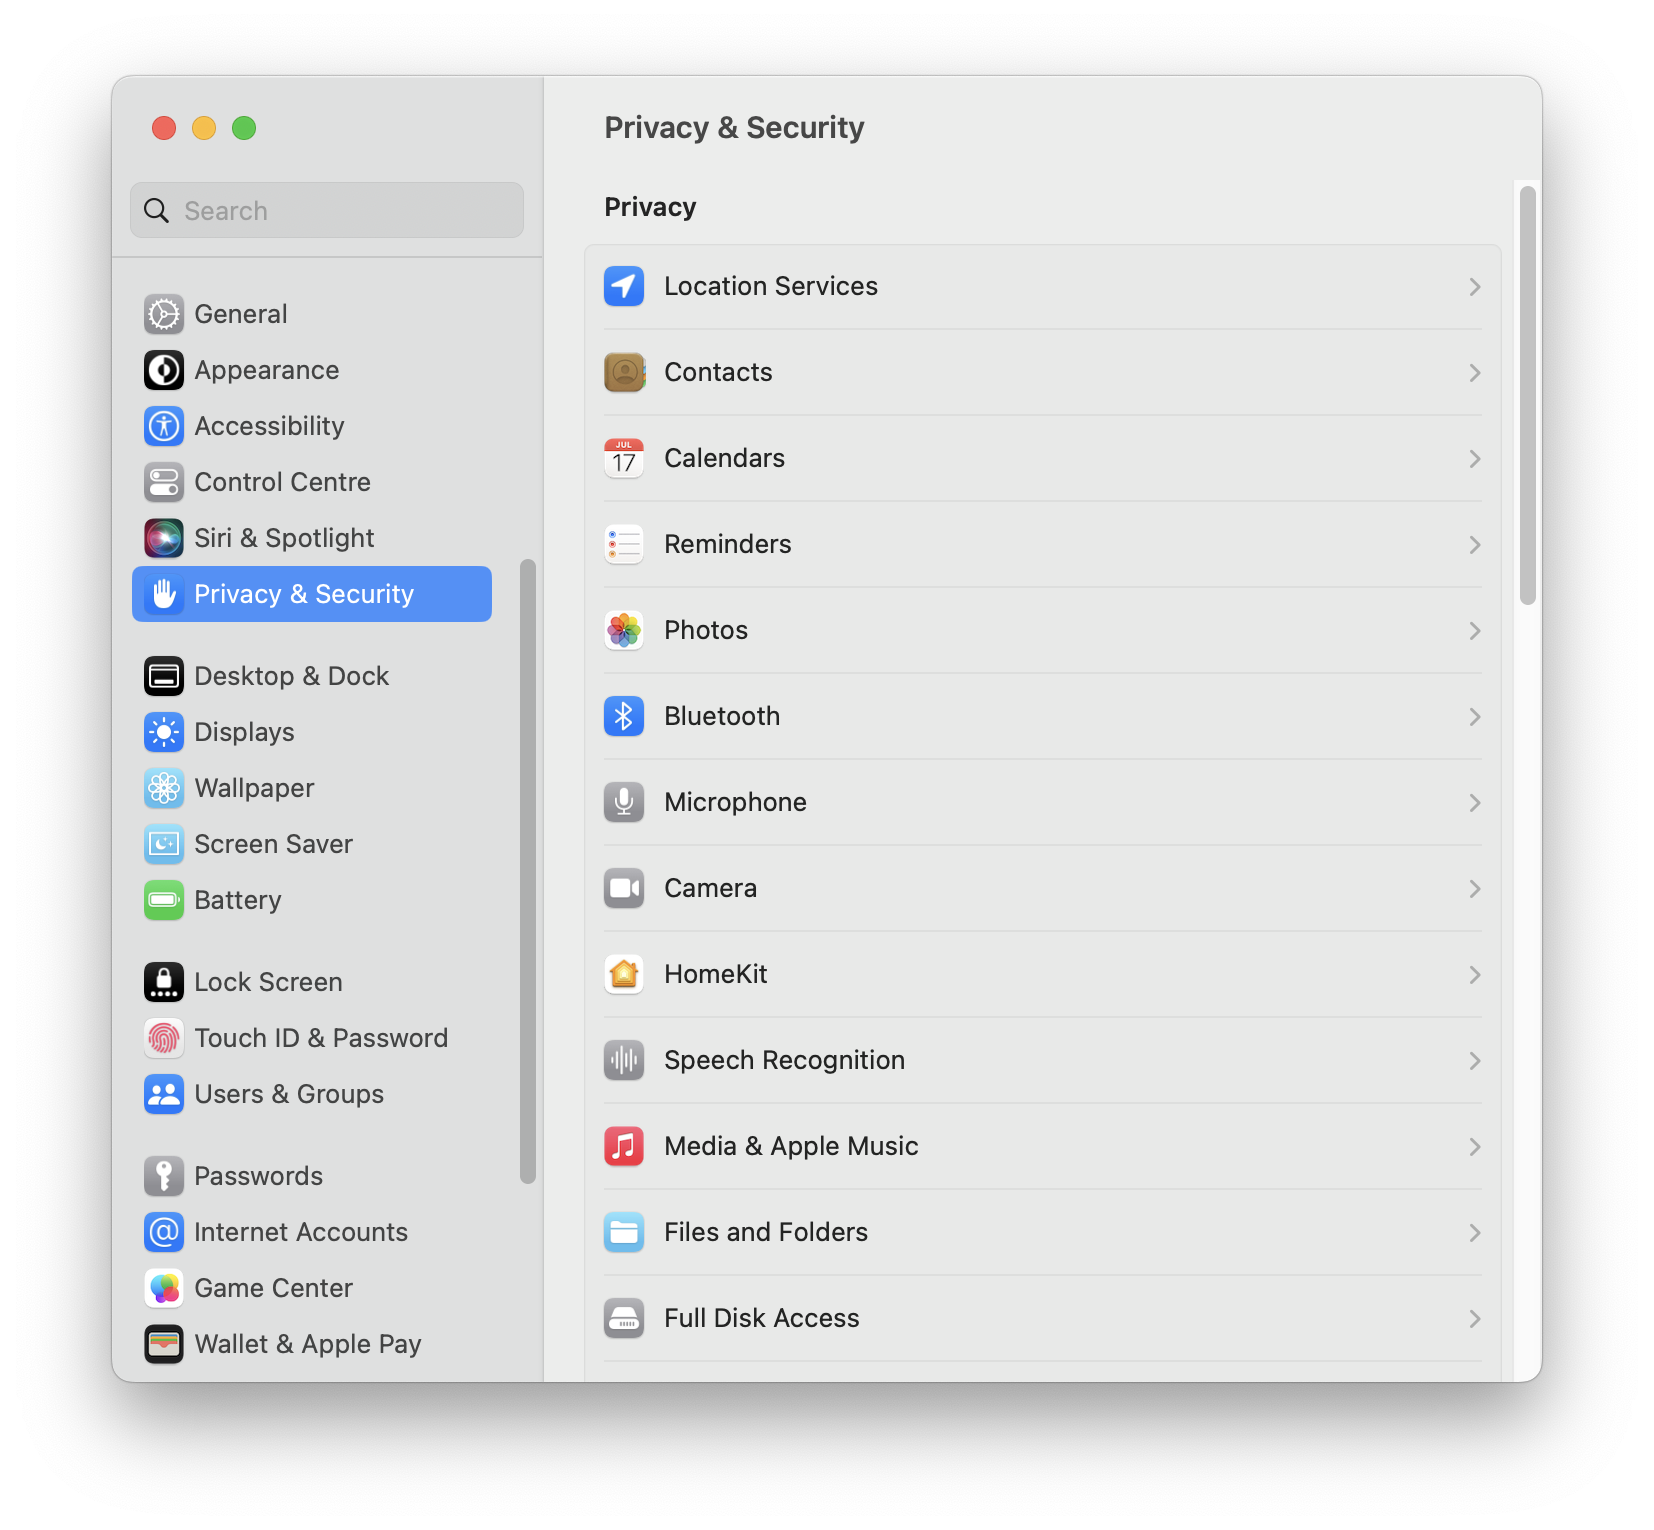 Privacy & Security
Search
General
Appearance
Accessibility
Control Centre
Siri & Spotlight
Privacy & Security
Desktop & Dock
Displays
Wallpaper
Screen Saver
Battery
Lock Screen
Touch ID & Password
Users & Groups
Passwords
Internet Accounts
Game Center
Wallet & Apple Pay
Privacy
Location Services
Contacts
JUL
17
Calendars
Reminders
Photos
Bluetooth
Microphone
Camera
HomeKit
Speech Recognition
Media & Apple Music
Files and Folders
Full Disk Access